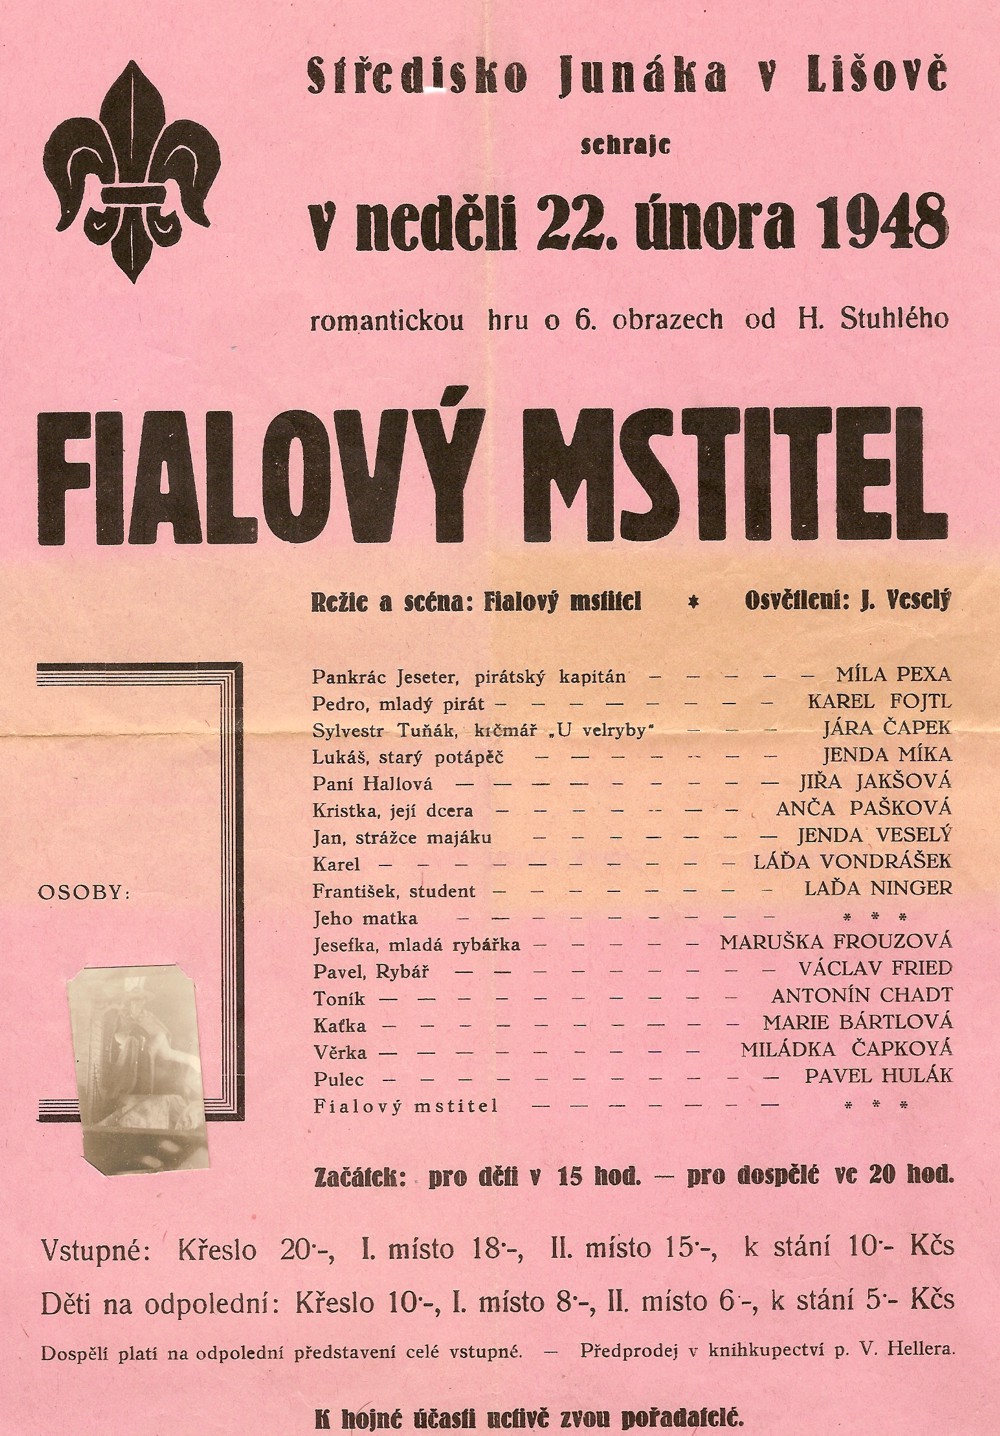 Středisko Junáka v Lišově
sehraje
v neděli 22. února 1948
romantickou hru o 6. obrazech od H. Stuhlého
FIALOVÝ MSTITEL
Režie a scéna: Fialový mstitel * Osvětlení: J. Veselý
OSOBY:
Pankrác Jeseter, pirátský kapitán — — — — — MÍLA PEXA
Pedro, mladý pirát — — — — — — — — KAREL FOJTL
Sylvestr Tuňák, krčmář „U velryby“ — — — JÁRA ČAPEK
Lukáš, starý potápěč — — — — — — — JENDA MÍKA
Paní Hallová — — — — — — — — — JIŘA JAKŠOVÁ
Kristka, její dcera — — — — — — — ANČA PAŠKOVÁ
Jan, strážce majáku — — — — — — — JENDA VESELÝ
Karel — — — — — — — — — — LÁĎA VONDRÁŠEK
František, student — — — — — — — — LAĎA NINGER
Jeho matka — — — — — — — — — * * *
Jesefka, mladá rybářka — — — — — MARUŠKA FROUZOVÁ
Pavel, Rybář — — — — — — — — — VÁCLAV FRIED
Toník — — — — — — — — — — ANTONÍN CHADT
Kaťka — — — — — — — — — — MARIE BÁRTLOVÁ
Věrka — — — — — — — — — MILÁDKA ČAPKOYÁ
Pulec — — — — — — — — — — — PAVEL HULÁK
Fialový mstitel — — — — — — — * * *
Začátek: pro děti v 15 hod. — pro dospělé ve 20 hod.
Vstupné: Křeslo 20·-, I. místo 18·-, II. místo 15·-, k stání 10·- Kčs
Děti na odpolední: Křeslo 10·-, I. místo 8·-, II. místo 6·-, k stání 5·- Kčs
Dospělí platí na odpolední představení celé vstupné. — Předprodej v knihkupectví p. V. Hellera.
K hojné účasti uctivě zvou pořadatelé.